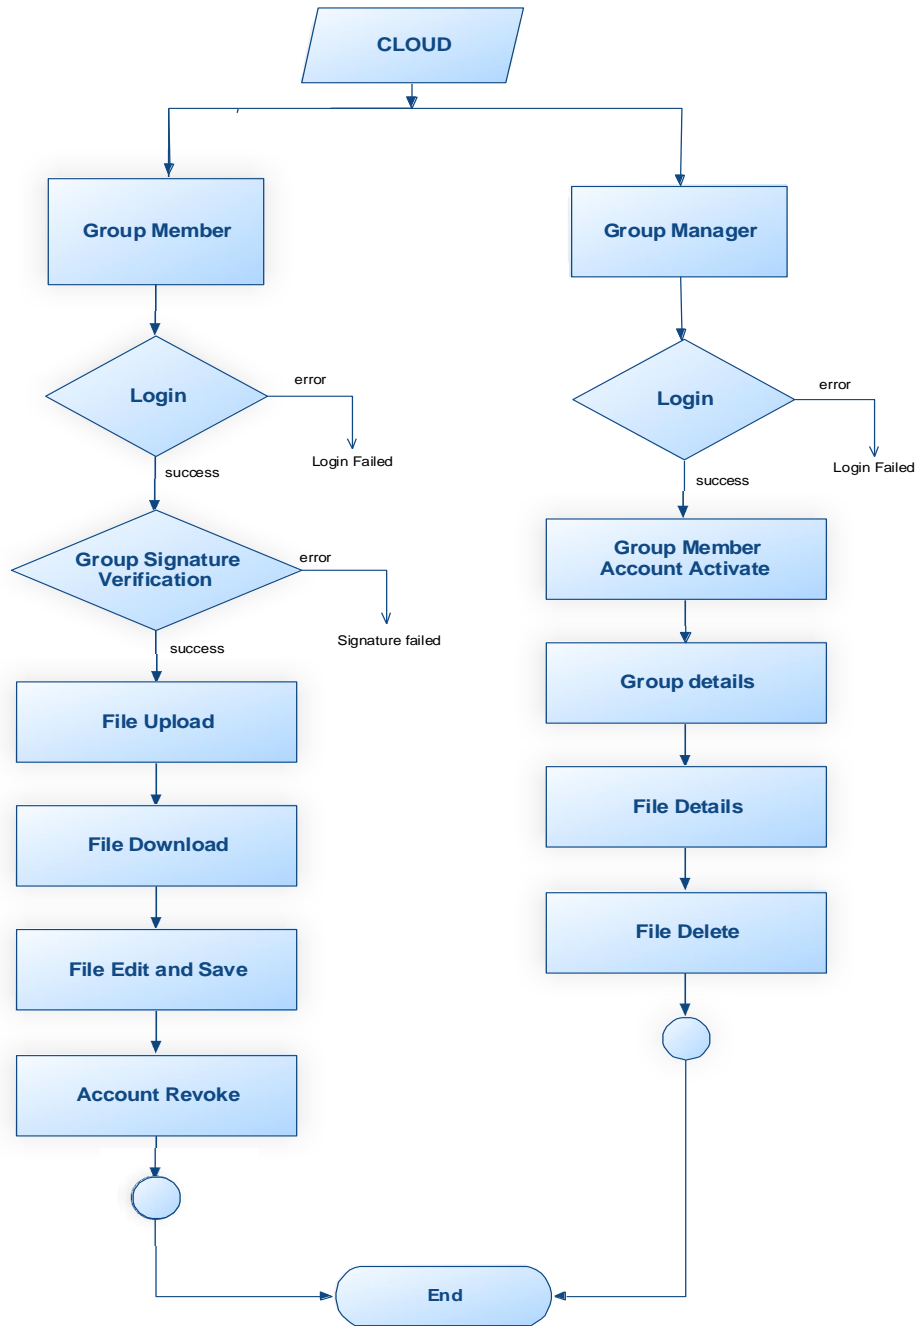 CLOUD
Group Member
Group Manager
Login
error
Login Failed
success
Login
error
Login Failed
success
Group Signature
Verification
error
Signature failed
success
Group Member
Account Activate
File Upload
Group details
File Download
File Details
File Edit and Save
File Delete
Account Revoke
End